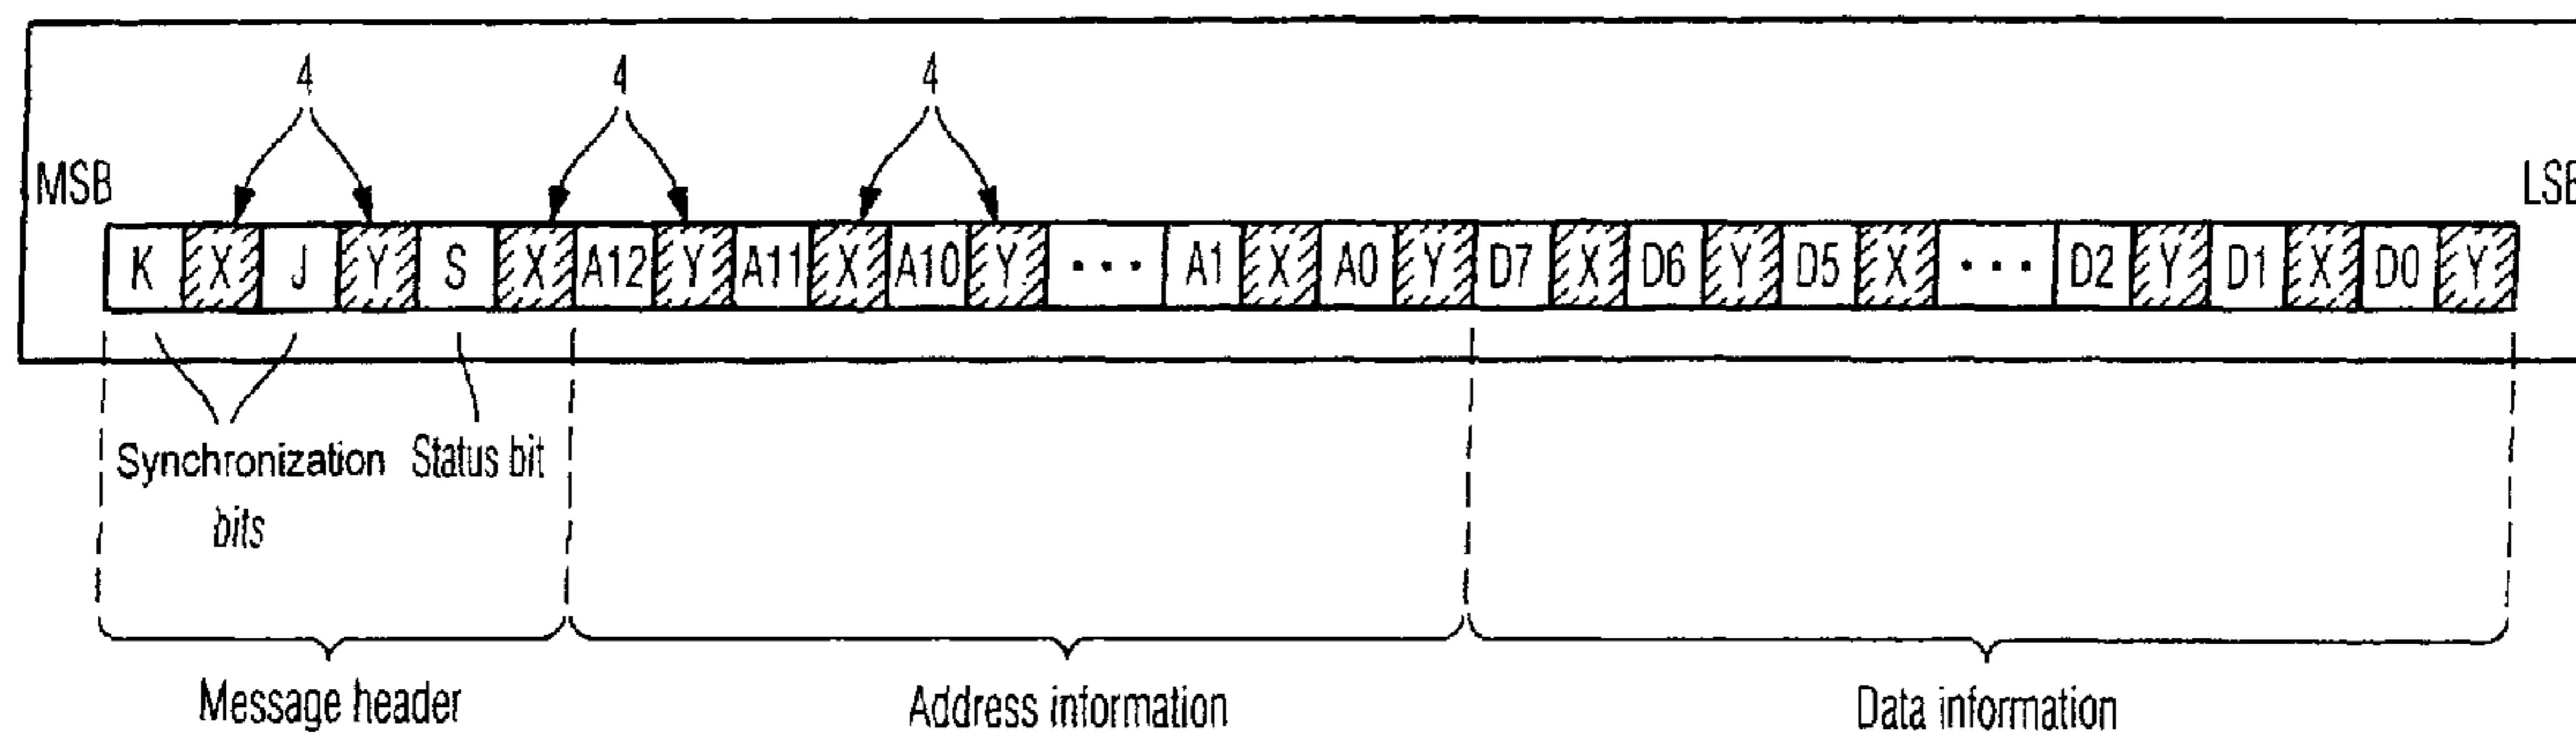 4 4 4
MSB LSB
K X J Y S X A12 Y A11 X A10 Y ... A1 X A0 Y D7 X D6 Y D5 X ... D2 Y D1 X D0 Y
Synchronization Status bit
bits
Message header Address information Data information